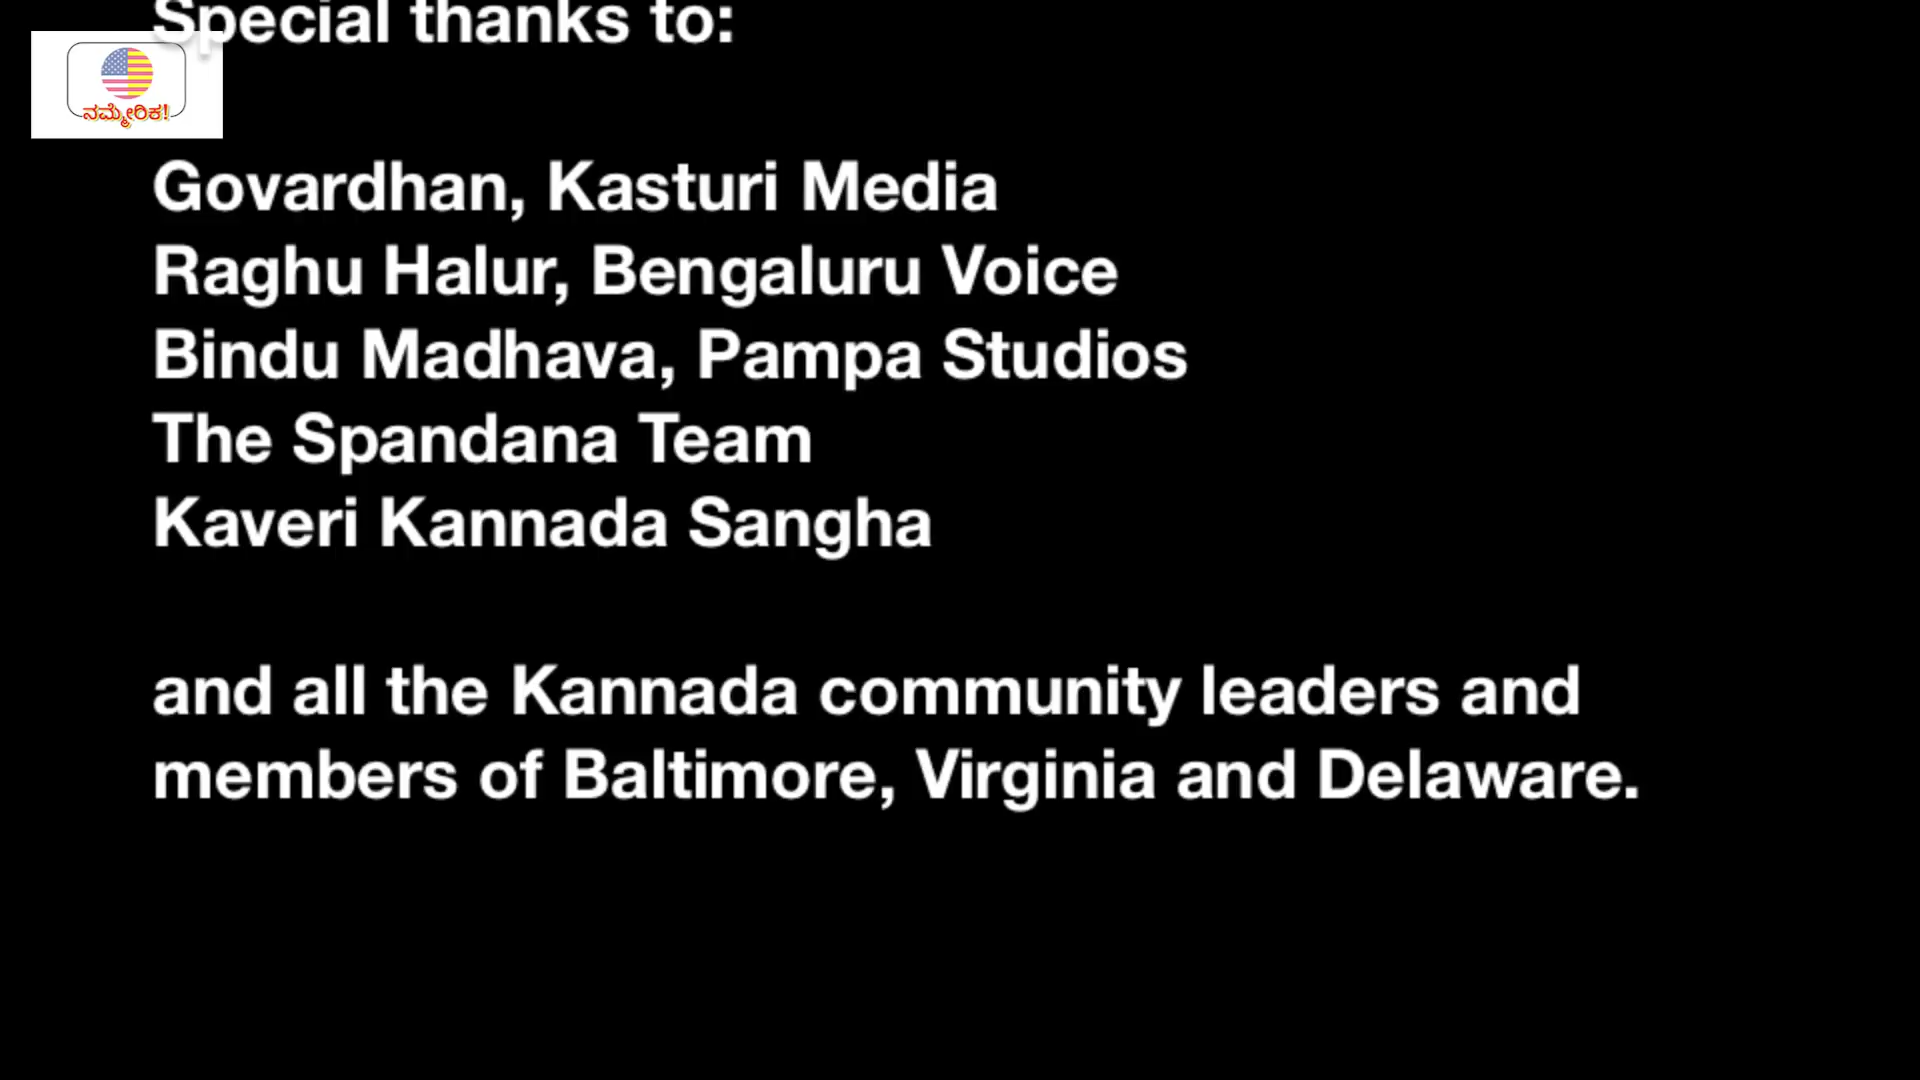 Special thanks to:
ನಮ್ಮೇರಿಕ!
Govardhan, Kasturi Media
Raghu Halur, Bengaluru Voice
Bindu Madhava, Pampa Studios
The Spandana Team
Kaveri Kannada Sangha
and all the Kannada community leaders and
members of Baltimore, Virginia and Delaware.